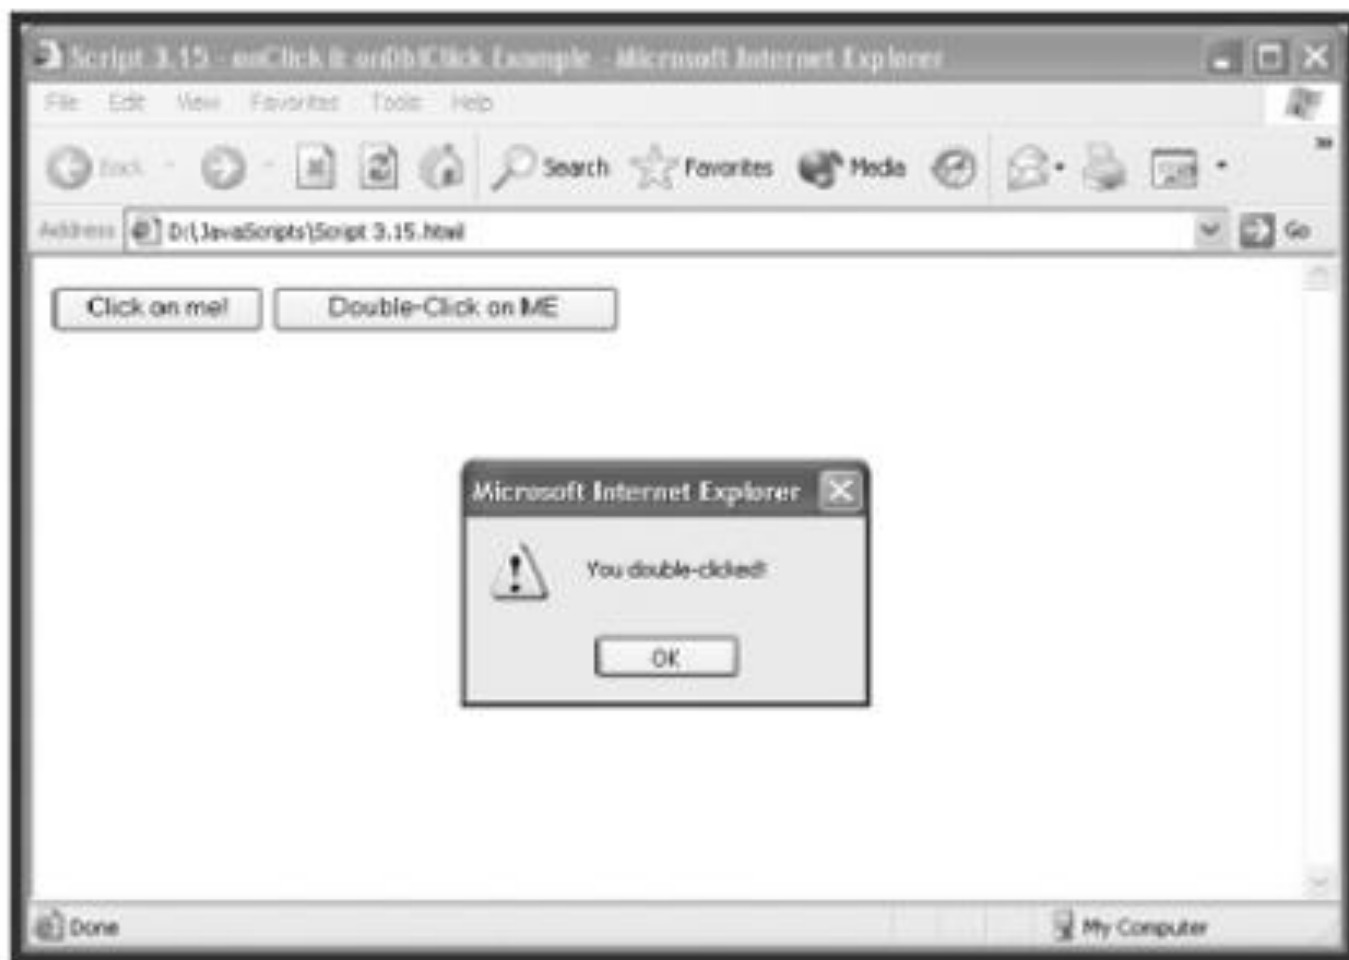 Script 3.15 - onClick & onDblClick Example - Microsoft Internet Explorer
File Edit View Favorites Tools Help
Back Search Favorites Media
Address D:\JavaScripts\Script 3.15.html Go
Click on me! Double-Click on ME
Microsoft Internet Explorer
You double-clicked!
OK
Done My Computer